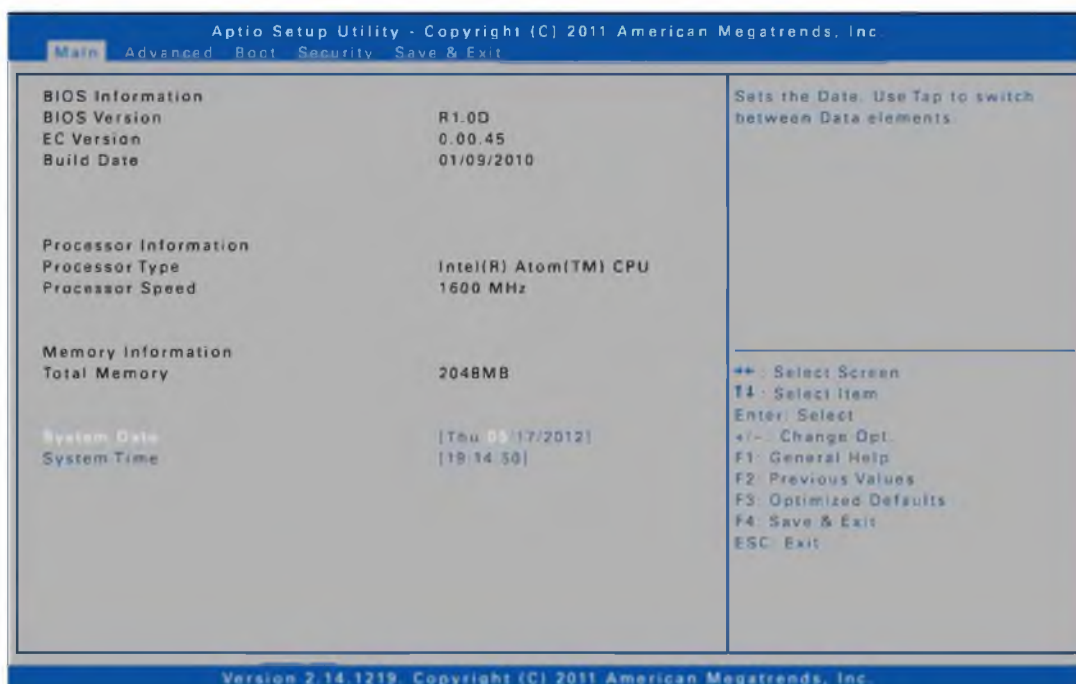 Aptio Setup Utility - Copyright (C) 2011 American Megatrends, Inc.
Main Advanced Boot Security Save & Exit
BIOS Information
BIOS Version R1.0D
EC Version 0.00.45
Build Date 01/09/2010
Processor Information
Processor Type Intel(R) Atom(TM) CPU
Processor Speed 1600 MHz
Memory Information
Total Memory 2048MB
System Date [Thu 05/17/2012]
System Time [19:14:50]
Sets the Date. Use Tap to switch
between Data elements.
→←: Select Screen
↑↓: Select Item
Enter: Select
+/-: Change Opt.
F1: General Help
F2: Previous Values
F3: Optimized Defaults
F4: Save & Exit
ESC: Exit
Version 2.14.1219. Copyright (C) 2011 American Megatrends, Inc.